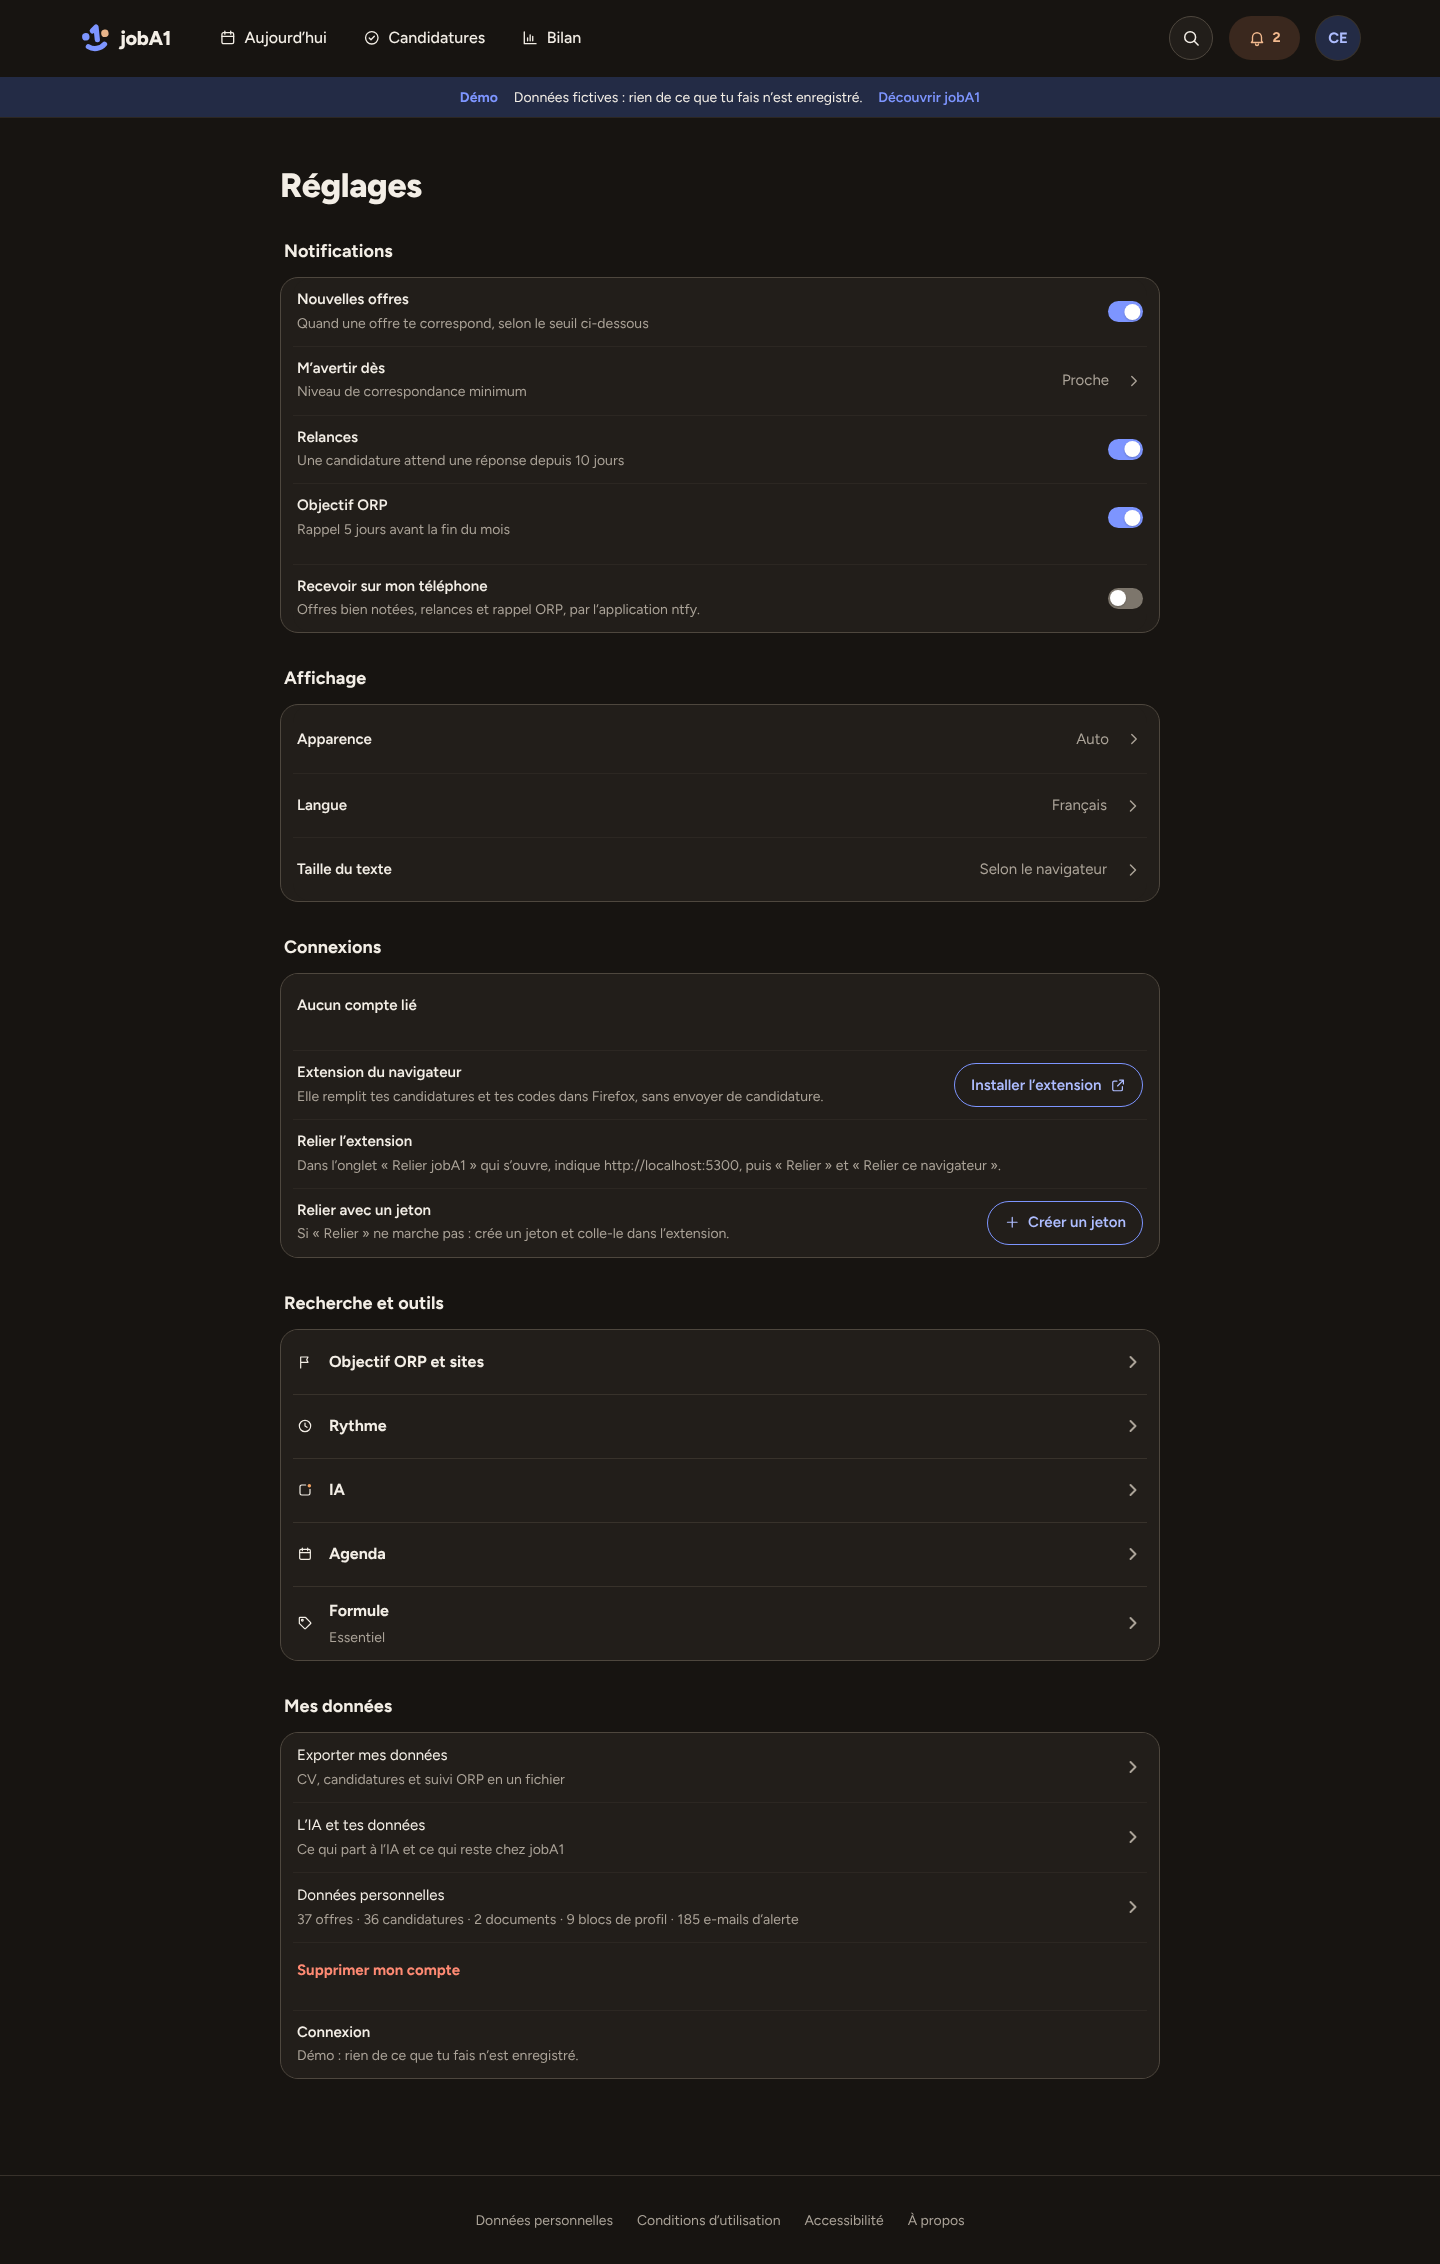 jobA1
Aujourd’hui
Candidatures
Bilan
2
CE
Démo Données fictives : rien de ce que tu fais n’est enregistré. Découvrir jobA1
Réglages
Notifications
Nouvelles offres
Quand une offre te correspond, selon le seuil ci-dessous
M’avertir dès
Niveau de correspondance minimum
Proche
Relances
Une candidature attend une réponse depuis 10 jours
Objectif ORP
Rappel 5 jours avant la fin du mois
Recevoir sur mon téléphone
Offres bien notées, relances et rappel ORP, par l’application ntfy.
Affichage
Apparence
Auto
Langue
Français
Taille du texte
Selon le navigateur
Connexions
Aucun compte lié
Extension du navigateur
Elle remplit tes candidatures et tes codes dans Firefox, sans envoyer de candidature.
Installer l’extension
Relier l’extension
Dans l’onglet « Relier jobA1 » qui s’ouvre, indique http://localhost:5300, puis « Relier » et « Relier ce navigateur ».
Relier avec un jeton
Si « Relier » ne marche pas : crée un jeton et colle-le dans l’extension.
Créer un jeton
Recherche et outils
Objectif ORP et sites
Rythme
IA
Agenda
Formule
Essentiel
Mes données
Exporter mes données
CV, candidatures et suivi ORP en un fichier
L’IA et tes données
Ce qui part à l’IA et ce qui reste chez jobA1
Données personnelles
37 offres · 36 candidatures · 2 documents · 9 blocs de profil · 185 e-mails d’alerte
Supprimer mon compte
Connexion
Démo : rien de ce que tu fais n’est enregistré.
Données personnelles Conditions d’utilisation Accessibilité À propos